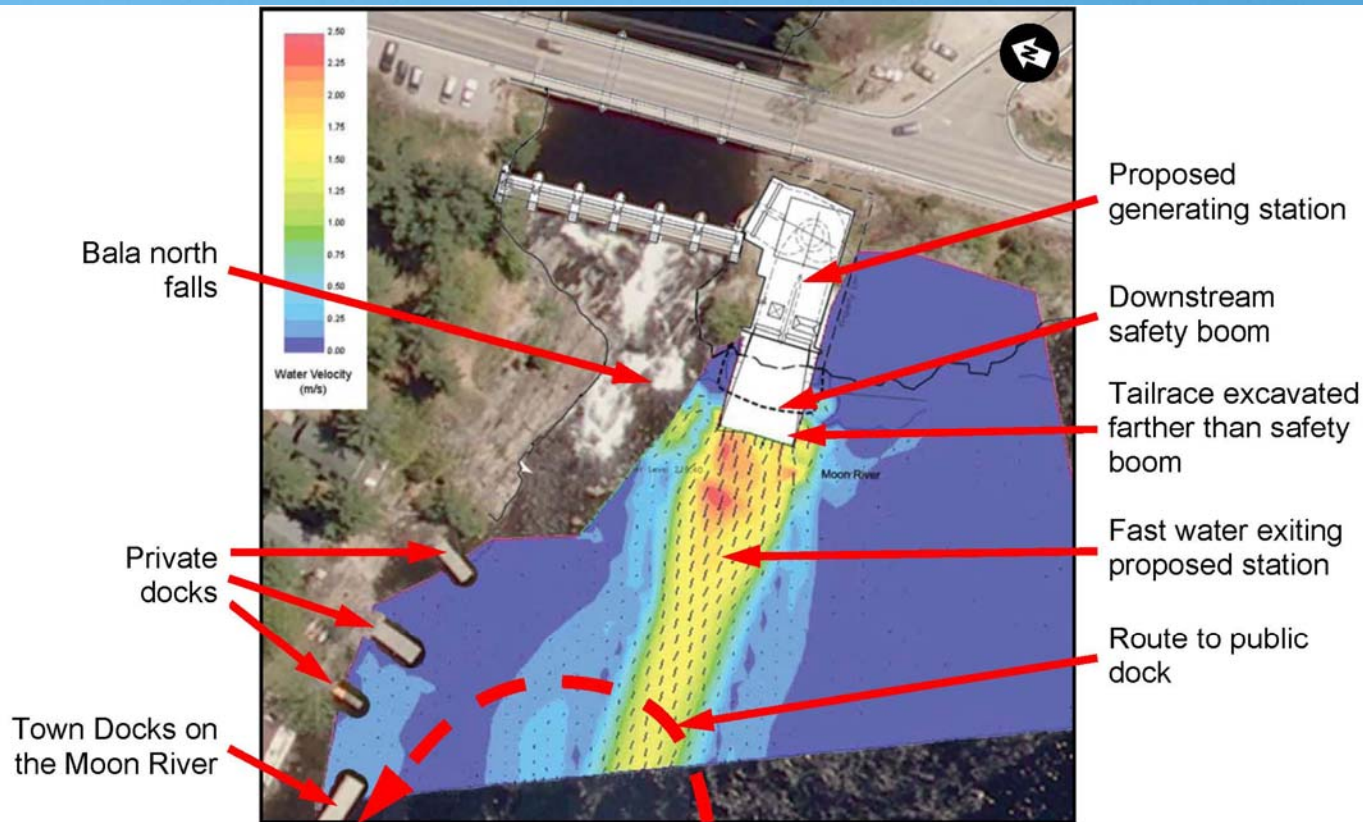 2.50
2.25
2.00
1.75
1.50
1.25
1.00
0.75
0.50
0.25
0.00
Water Velocity
(m/s)
N
Proposed
generating station
Bala north
falls
Downstream
safety boom
Tailrace excavated
farther than safety
boom
Moon River
Fast water exiting
proposed station
Private
docks
Route to public
dock
Town Docks on
the Moon River